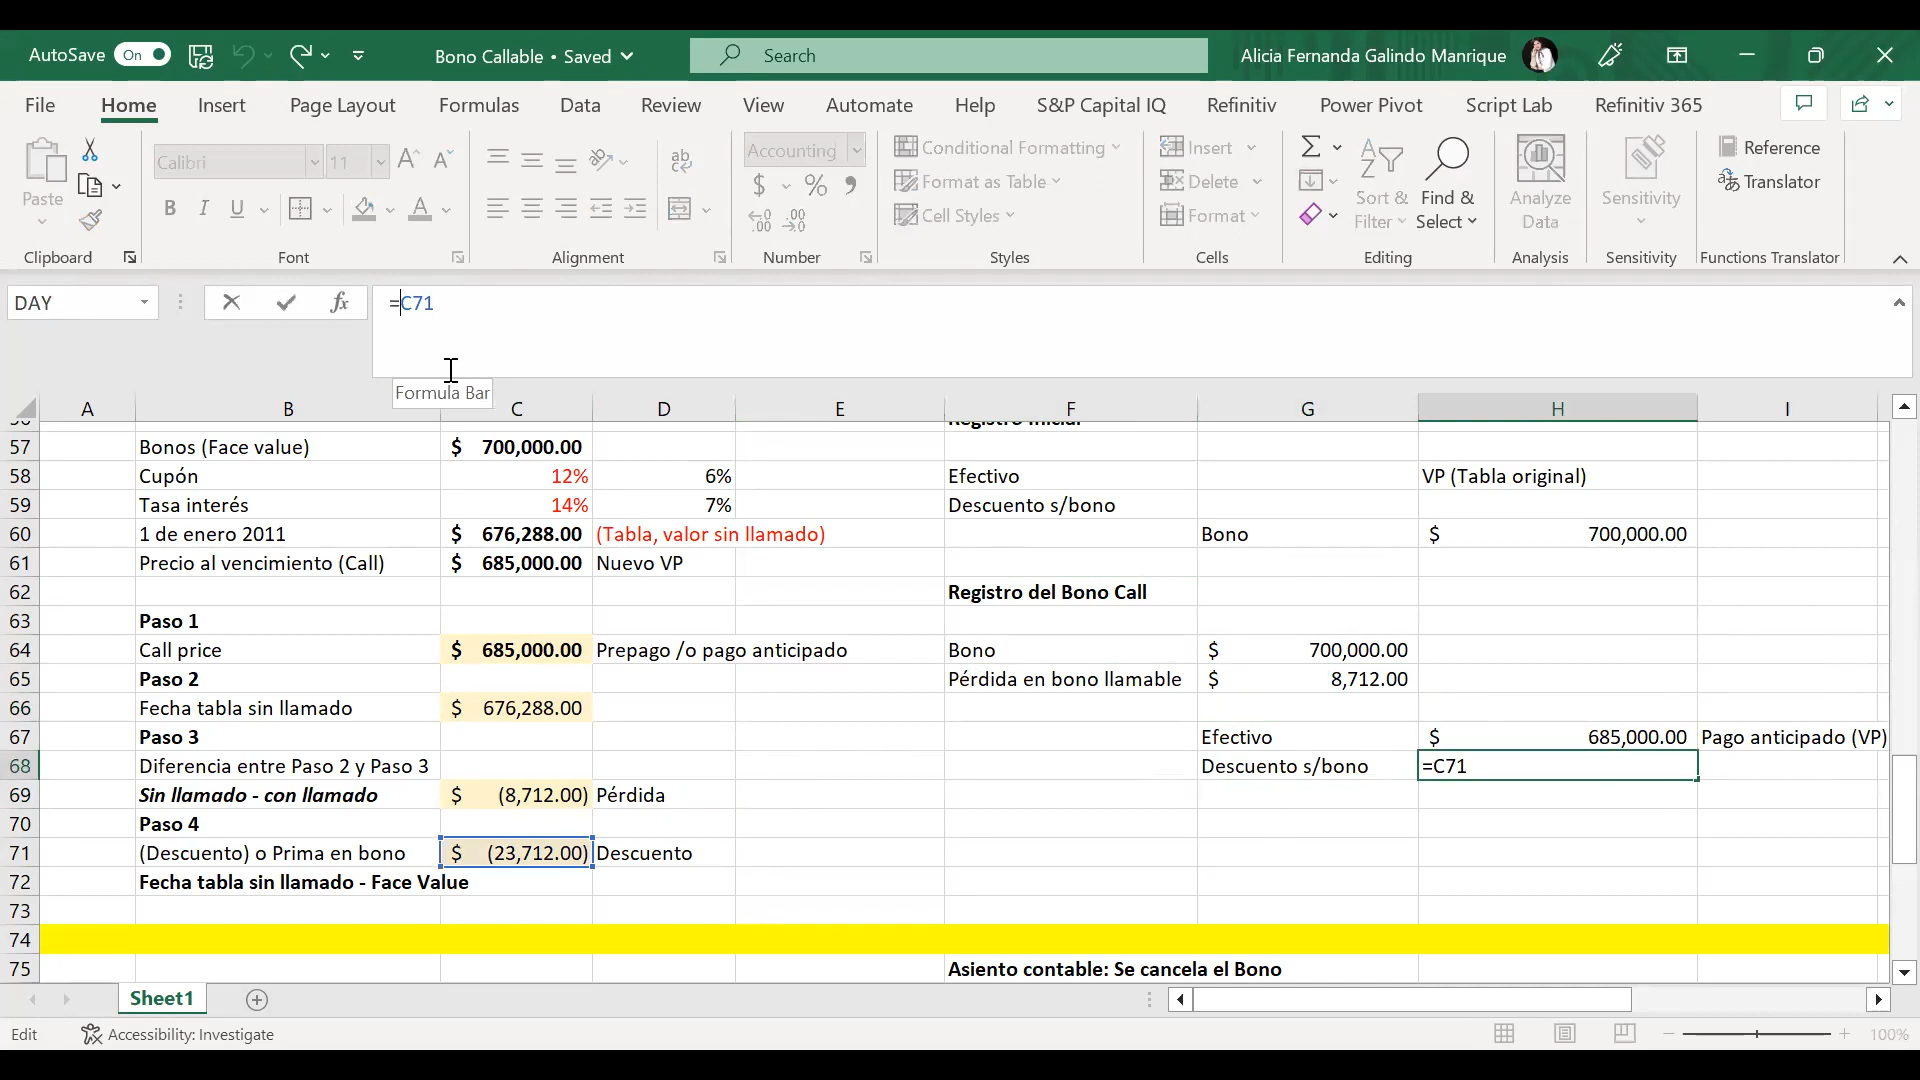 AutoSave On Bono Callable • Saved Search Alicia Fernanda Galindo Manrique
File Home Insert Page Layout Formulas Data Review View Automate Help S&P Capital IQ Refinitiv Power Pivot Script Lab Refinitiv 365
Calibri 11 Accounting Conditional Formatting Insert Reference
Paste $ % Format as Table Delete Sort & Filter Find & Select Analyze Data Sensitivity Translator
B I U Cell Styles Format
Clipboard Font Alignment Number Styles Cells Editing Analysis Sensitivity Functions Translator
DAY fx =C71
Formula Bar
A B C D E F G H I
Registro Inicial
57 Bonos (Face value) $ 700,000.00
58 Cupón 12% 6% Efectivo VP (Tabla original)
59 Tasa interés 14% 7% Descuento s/bono
60 1 de enero 2011 $ 676,288.00 (Tabla, valor sin llamado) Bono $ 700,000.00
61 Precio al vencimiento (Call) $ 685,000.00 Nuevo VP
62 Registro del Bono Call
63 Paso 1
64 Call price $ 685,000.00 Prepago /o pago anticipado Bono $ 700,000.00
65 Paso 2 Pérdida en bono llamable $ 8,712.00
66 Fecha tabla sin llamado $ 676,288.00
67 Paso 3 Efectivo $ 685,000.00 Pago anticipado (VP)
68 Diferencia entre Paso 2 y Paso 3 Descuento s/bono =C71
69 Sin llamado - con llamado $ (8,712.00) Pérdida
70 Paso 4
71 (Descuento) o Prima en bono $ (23,712.00) Descuento
72 Fecha tabla sin llamado - Face Value
73
74
75 Asiento contable: Se cancela el Bono
Sheet1
Edit Accessibility: Investigate 100%